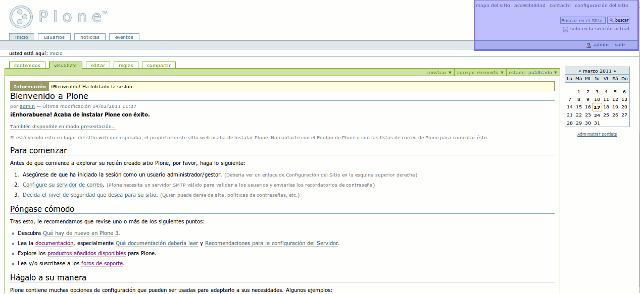 mapa del sitio accesibilidad contacto configuración del sitio
Plone
Buscar en el Sitio buscar
solo en la sección actual
inicio usuarios noticias eventos
admin salir
usted está aquí: inicio
contenidos visualizar editar reglas compartir
mostrar ▼ agregar elemento ▼ estado: publicado ▼
Información ¡Bienvenido! Ha iniciado la sesión.
Bienvenido a Plone
por admin — Última modificación 14/03/2011 11:37
¡Enhorabuena! Acaba de instalar Plone con éxito.
También disponible en modo presentación...
Para comenzar
Antes de que comience a explorar su recién creado sitio Plone, por favor, haga lo siguiente:
1. Asegúrese de que ha iniciado la sesión como un usuario administrador/gestor. (Debería ver un enlace de Configuración del Sitio en la esquina superior derecha)
2. Configure su servidor de correo. (Plone necesita un servidor SMTP válido para validar a los usuarios y enviarles los recordatorios de contraseña)
3. Decida el nivel de seguridad que desea para su sitio. (Quién puede darse de alta, políticas de contraseñas, etc.)
Póngase cómodo
Tras esto, le recomendamos que revise uno o más de los siguientes puntos:
Descubra Qué hay de nuevo en Plone 3.
Lea la documentación, especialmente Qué documentación debería leer y Recomendaciones para la configuración del Servidor.
Explore los productos añadidos disponibles para Plone.
Lea y/o suscríbase a los foros de soporte.
Hágalo a su manera
Plone contiene muchas opciones de configuración que pueden ser usadas para adaptarlo a sus necesidades. Algunos ejemplos:
« marzo 2011 »
Lu Ma Mi Ju Vi Sá Do
1 2 3 4 5 6
7 8 9 10 11 12 13
14 15 16 17 18 19 20
21 22 23 24 25 26 27
28 29 30 31
Administrar portlets